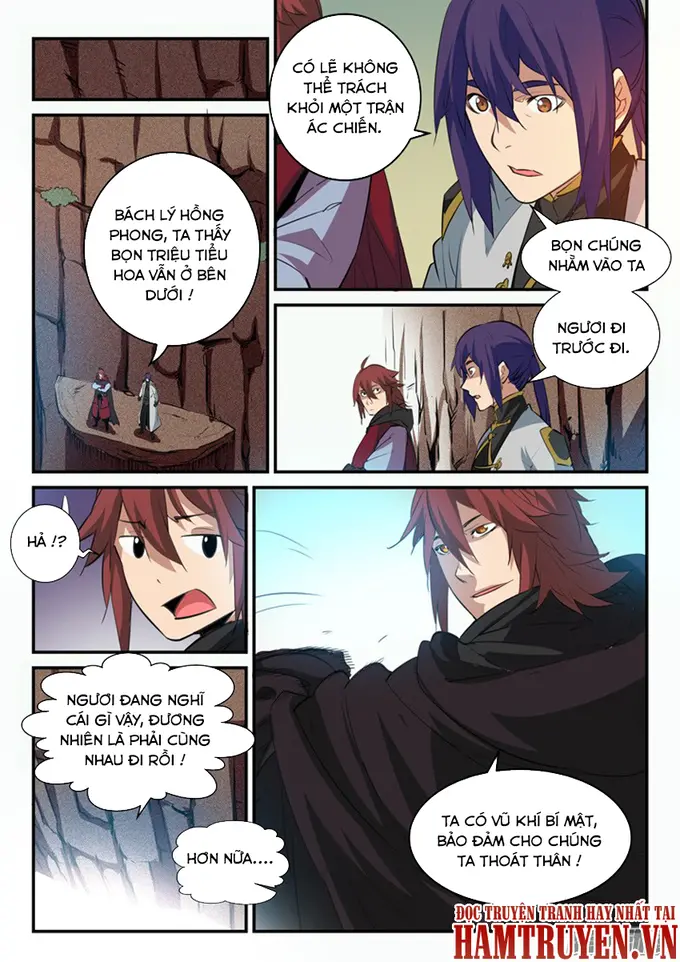 BÁCH LÝ HỒNG
PHONG, TA THẤY
BỌN TRIỆU TIỂU
HOA VẪN Ở BÊN
DƯỚI !
CÓ LẼ KHÔNG
THỂ TRÁCH
KHỎI MỘT TRẬN
ÁC CHIẾN.
BỌN CHÚNG
NHẰM VÀO TA
NGƯƠI ĐI
TRƯỚC ĐI.
HẢ !?
NGƯƠI ĐANG NGHĨ
CÁI GÌ VẬY, ĐƯƠNG
NHIÊN LÀ PHẢI CÙNG
NHAU ĐI RỒI !
HƠN NỮA....
TA CÓ VŨ KHÍ BÍ MẬT,
BẢO ĐẢM CHO CHÚNG
TA THOÁT THÂN !
ĐỌC TRUYỆN TRANH HAY NHẤT TẠI
HAMTRUYEN.VN